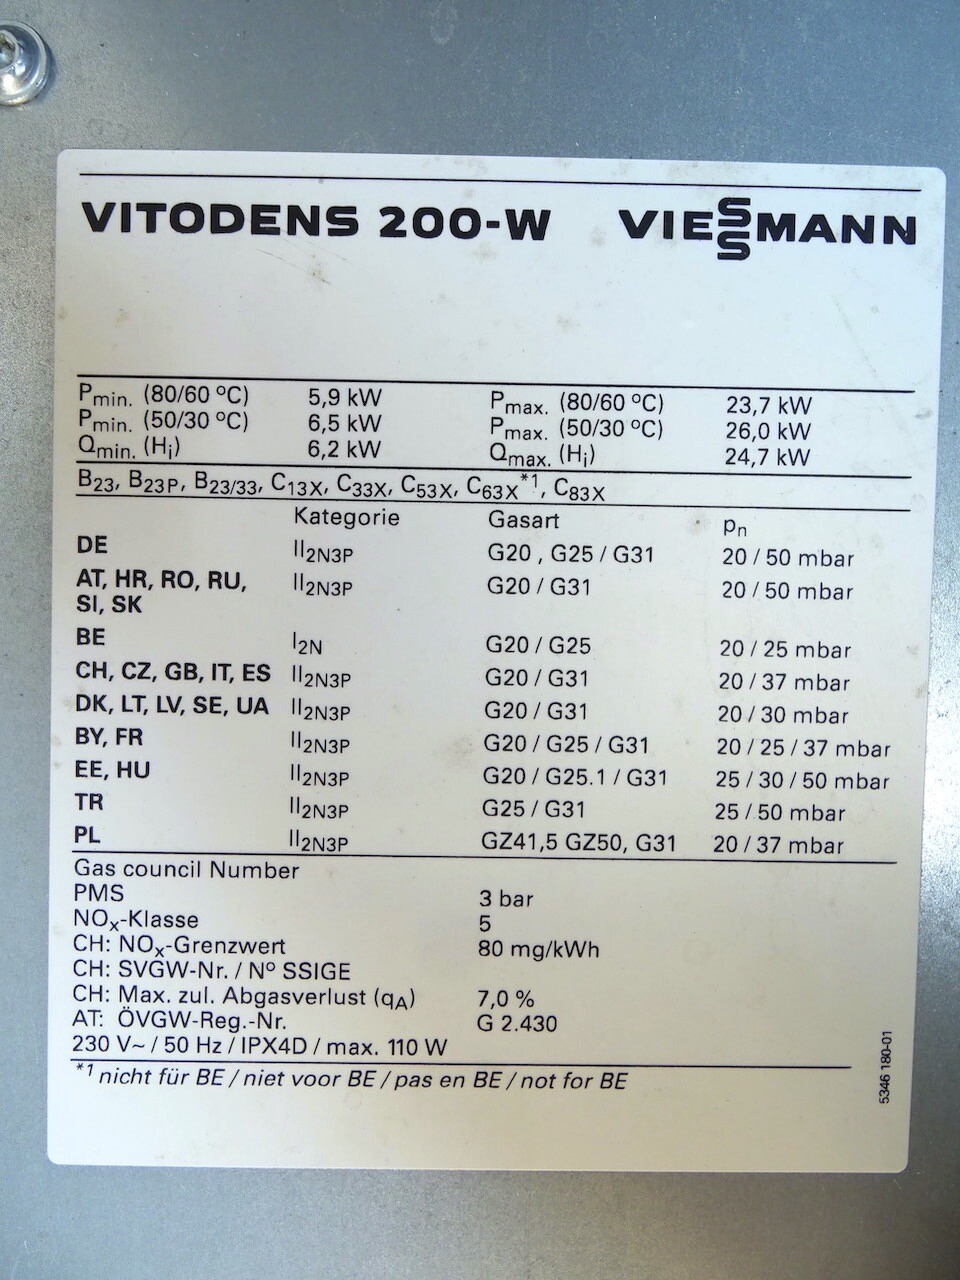 VITODENS 200-W VIESSMANN
Pmin. (80/60 °C) 5,9 kW Pmax. (80/60 °C) 23,7 kW
Pmin. (50/30 °C) 6,5 kW Pmax. (50/30 °C) 26,0 kW
Qmin. (Hi) 6,2 kW Qmax. (Hi) 24,7 kW
B23, B23P, B23/33, C13X, C33X, C53X, C63X*1, C83X
Kategorie Gasart pn
DE II2N3P G20 , G25 / G31 20 / 50 mbar
AT, HR, RO, RU, II2N3P G20 / G31 20 / 50 mbar
SI, SK
BE I2N G20 / G25 20 / 25 mbar
CH, CZ, GB, IT, ES II2N3P G20 / G31 20 / 37 mbar
DK, LT, LV, SE, UA II2N3P G20 / G31 20 / 30 mbar
BY, FR II2N3P G20 / G25 / G31 20 / 25 / 37 mbar
EE, HU II2N3P G20 / G25.1 / G31 25 / 30 / 50 mbar
TR II2N3P G25 / G31 25 / 50 mbar
PL II2N3P GZ41,5 GZ50, G31 20 / 37 mbar
Gas council Number
PMS 3 bar
NOx-Klasse 5
CH: NOx-Grenzwert 80 mg/kWh
CH: SVGW-Nr. / Nº SSIGE
CH: Max. zul. Abgasverlust (qA) 7,0 %
AT: ÖVGW-Reg.-Nr. G 2.430
230 V~ / 50 Hz / IPX4D / max. 110 W
*1 nicht für BE / niet voor BE / pas en BE / not for BE
5346 180-01